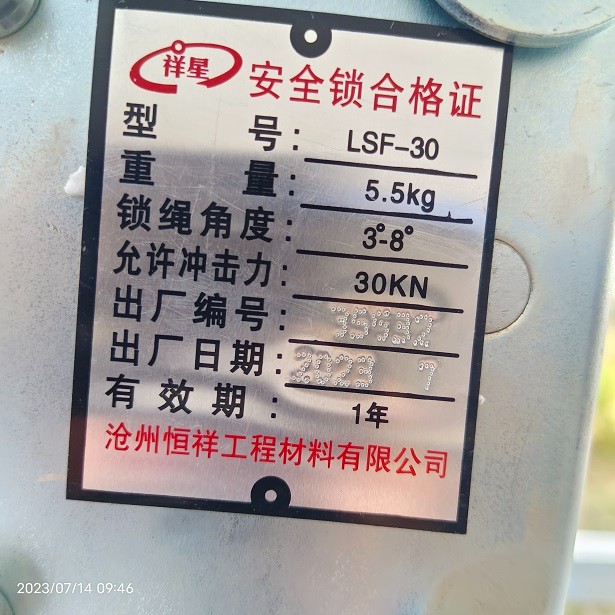 祥星
安全锁合格证
型 号: LSF-30
重 量: 5.5kg
锁绳角度: 3°-8°
允许冲击力: 30KN
出厂编号:
出厂日期: 2023 7
有效期: 1年
沧州恒祥工程材料有限公司
2023/07/14 09:46